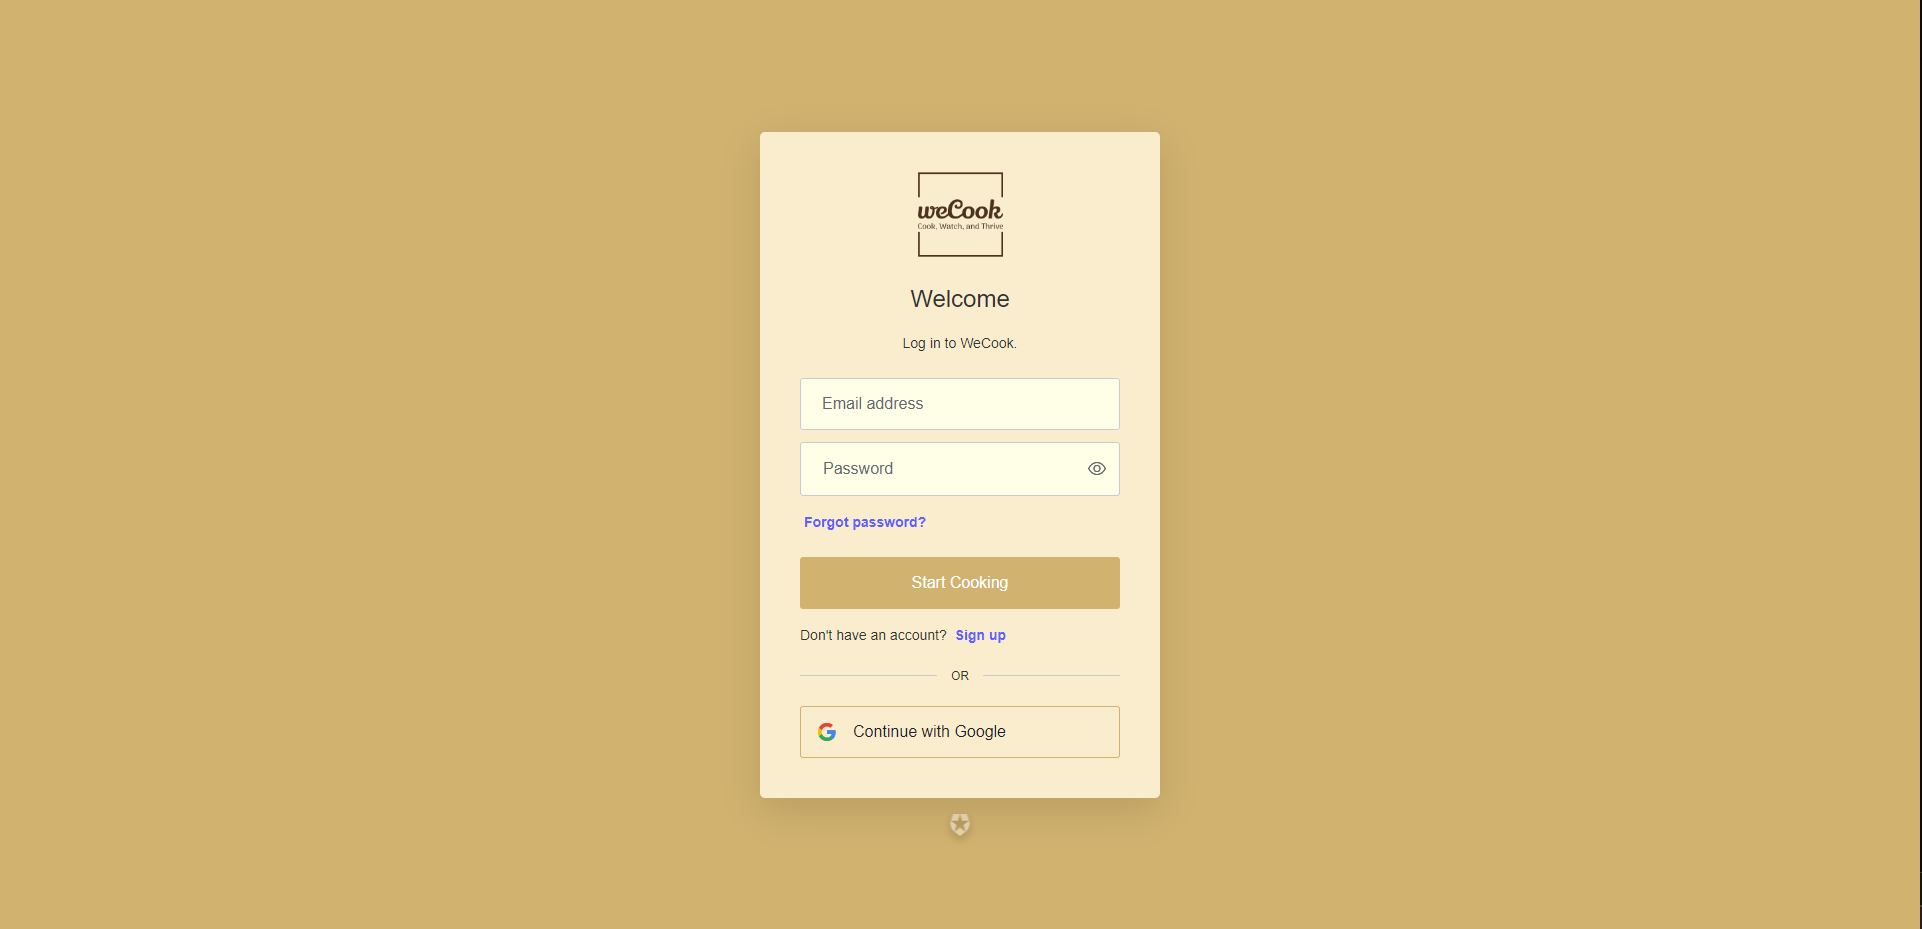 weCook
Cook, Watch, and Thrive
Welcome
Log in to WeCook.
Email address
Password
Forgot password?
Start Cooking
Don't have an account? Sign up
OR
Continue with Google